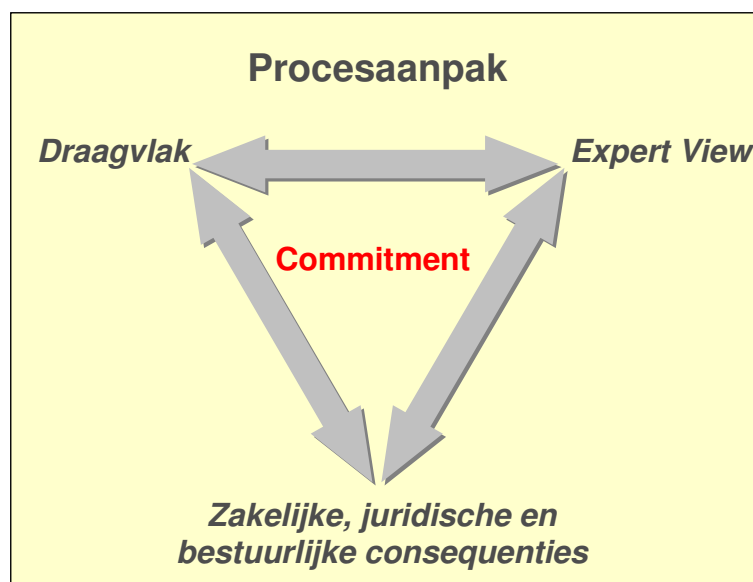 Procesaanpak
Draagvlak
Expert View
Commitment
Zakelijke, juridische en
bestuurlijke consequenties